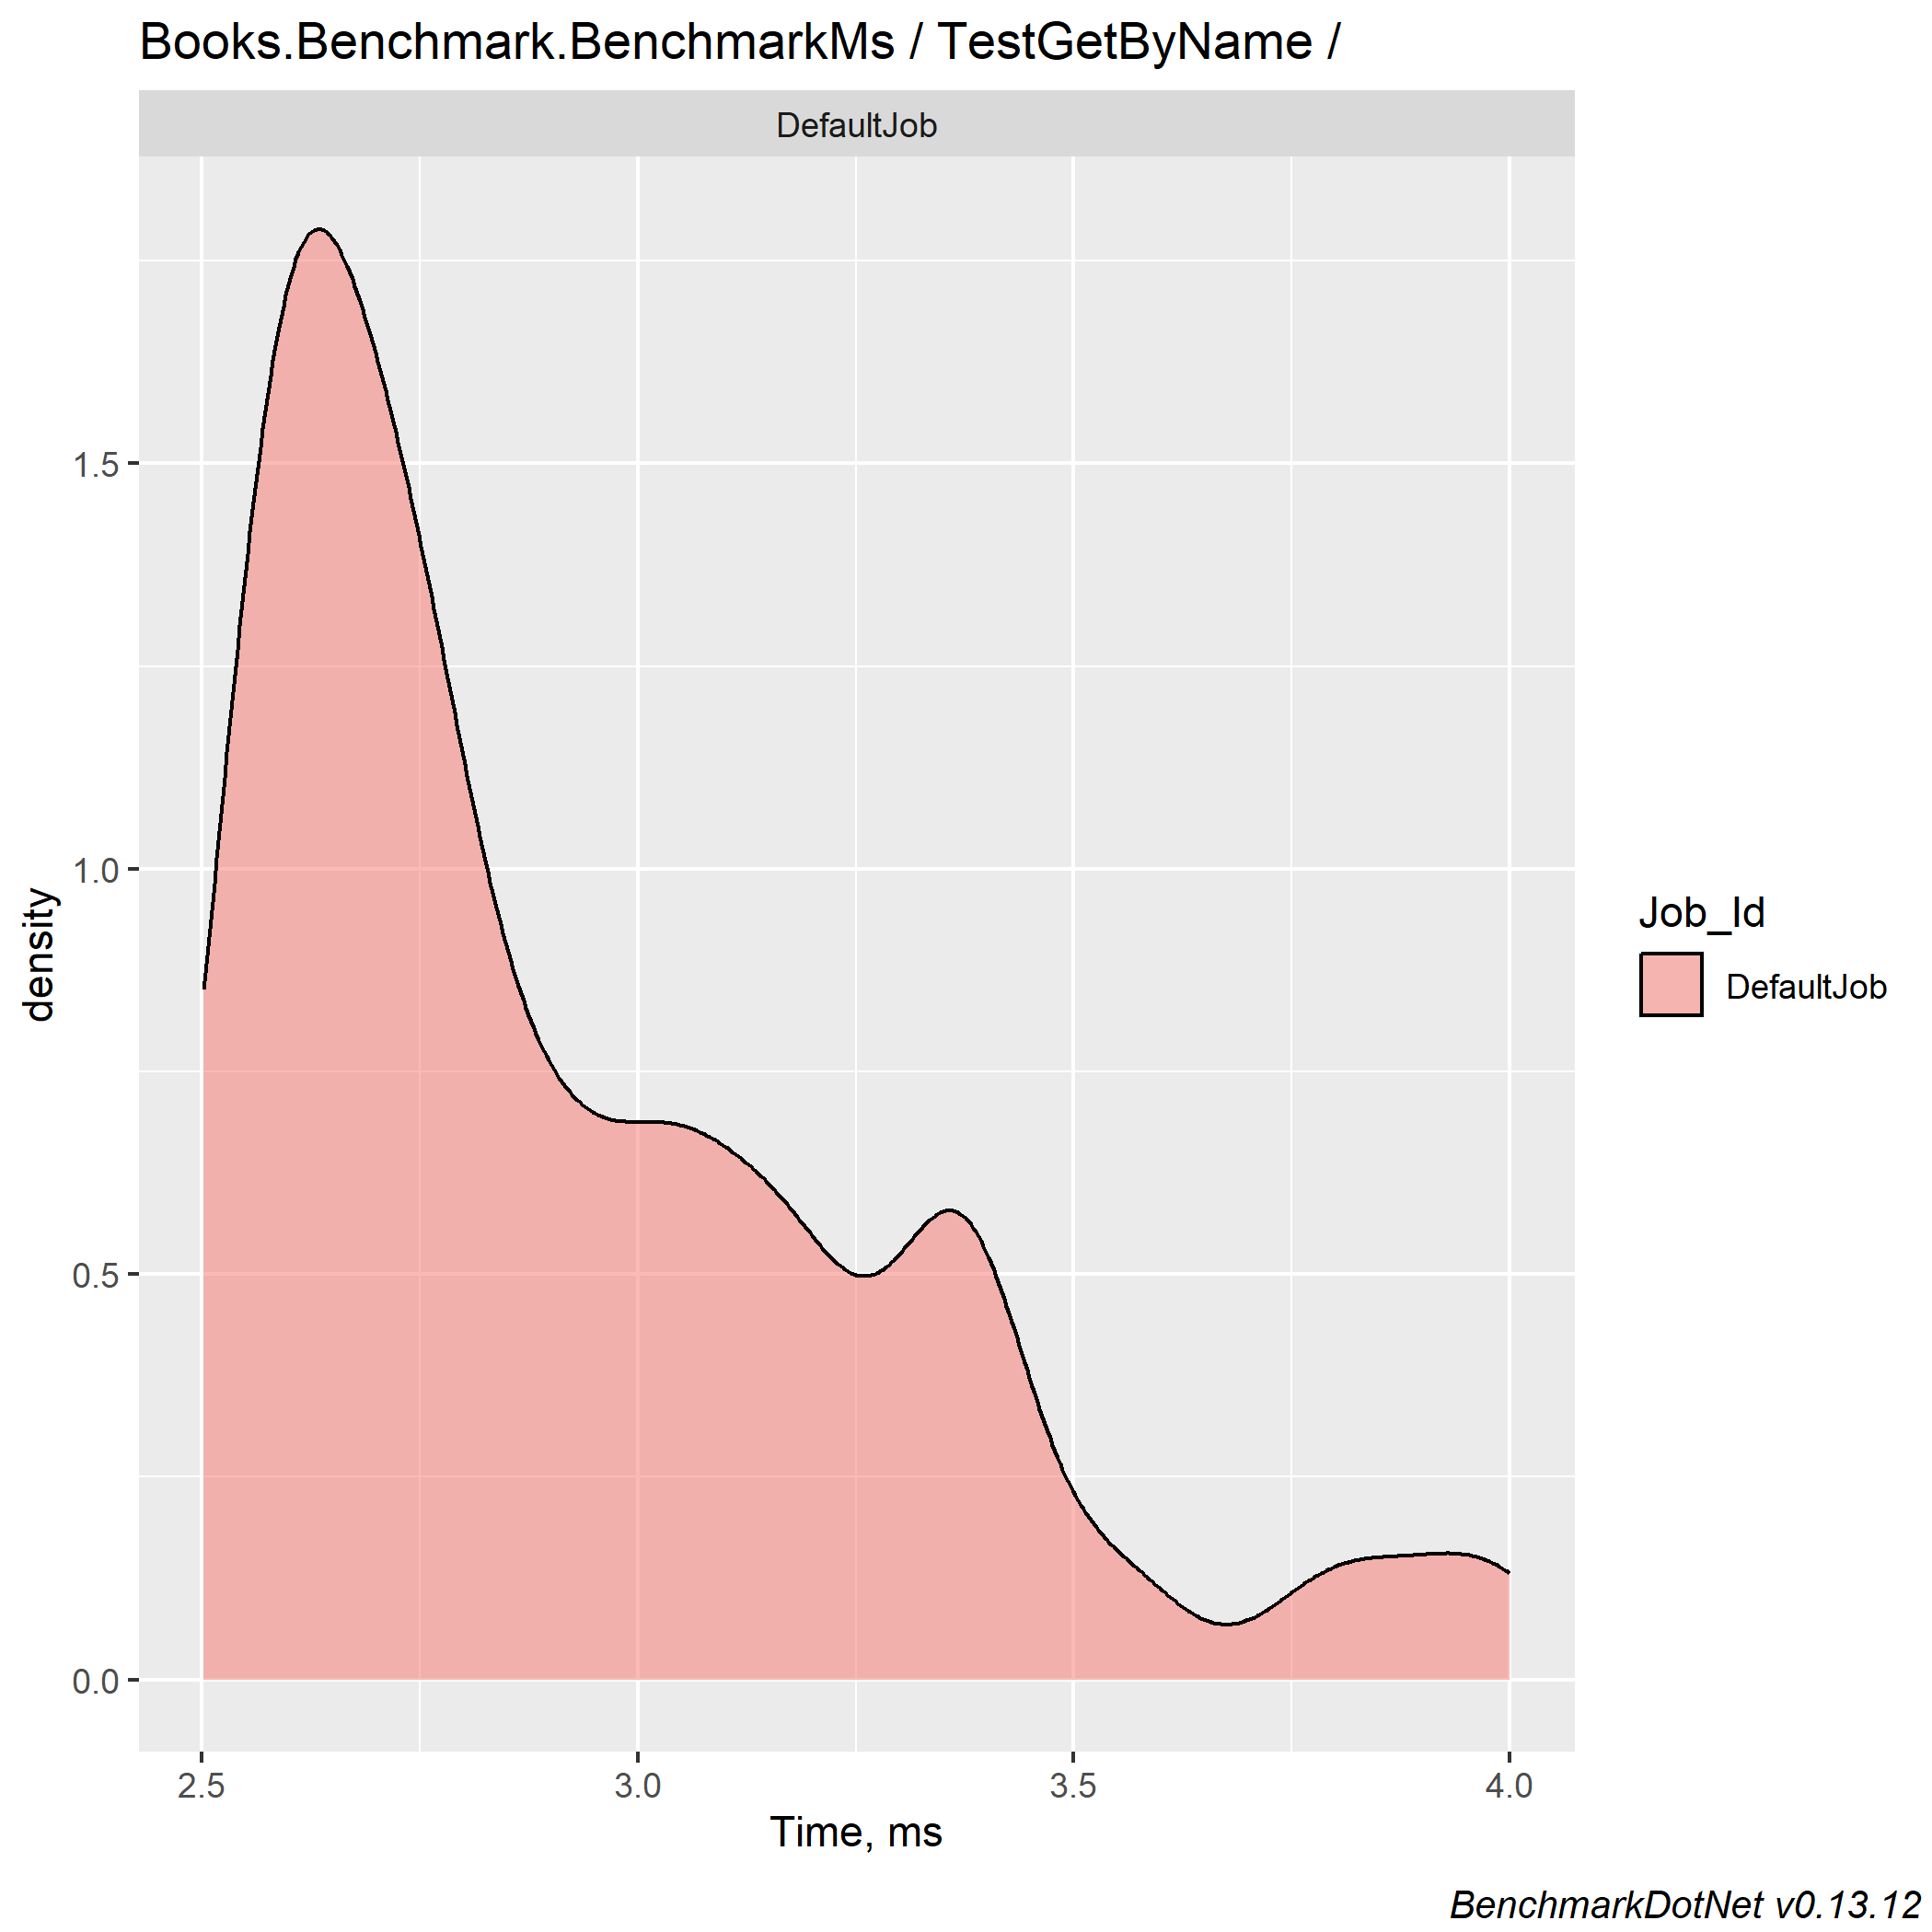 Books.Benchmark.BenchmarkMs / TestGetByName /
DefaultJob
1.5
1.0
0.5
0.0
density
2.5 3.0 3.5 4.0
Time, ms
Job_Id
DefaultJob
BenchmarkDotNet v0.13.12